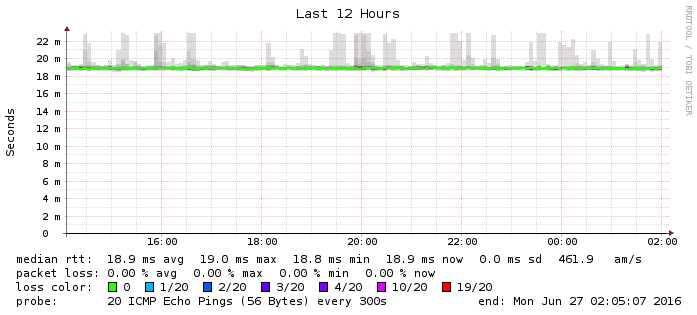 Last 12 Hours
RRDTOOL / TOBI OETIKER
Seconds
22 m
20 m
18 m
16 m
14 m
12 m
10 m
8 m
6 m
4 m
2 m
0
16:00 18:00 20:00 22:00 00:00 02:00
median rtt: 18.9 ms avg 19.0 ms max 18.8 ms min 18.9 ms now 0.0 ms sd 461.9 am/s
packet loss: 0.00 % avg 0.00 % max 0.00 % min 0.00 % now
loss color: 0 1/20 2/20 3/20 4/20 10/20 19/20
probe: 20 ICMP Echo Pings (56 Bytes) every 300s end: Mon Jun 27 02:05:07 2016